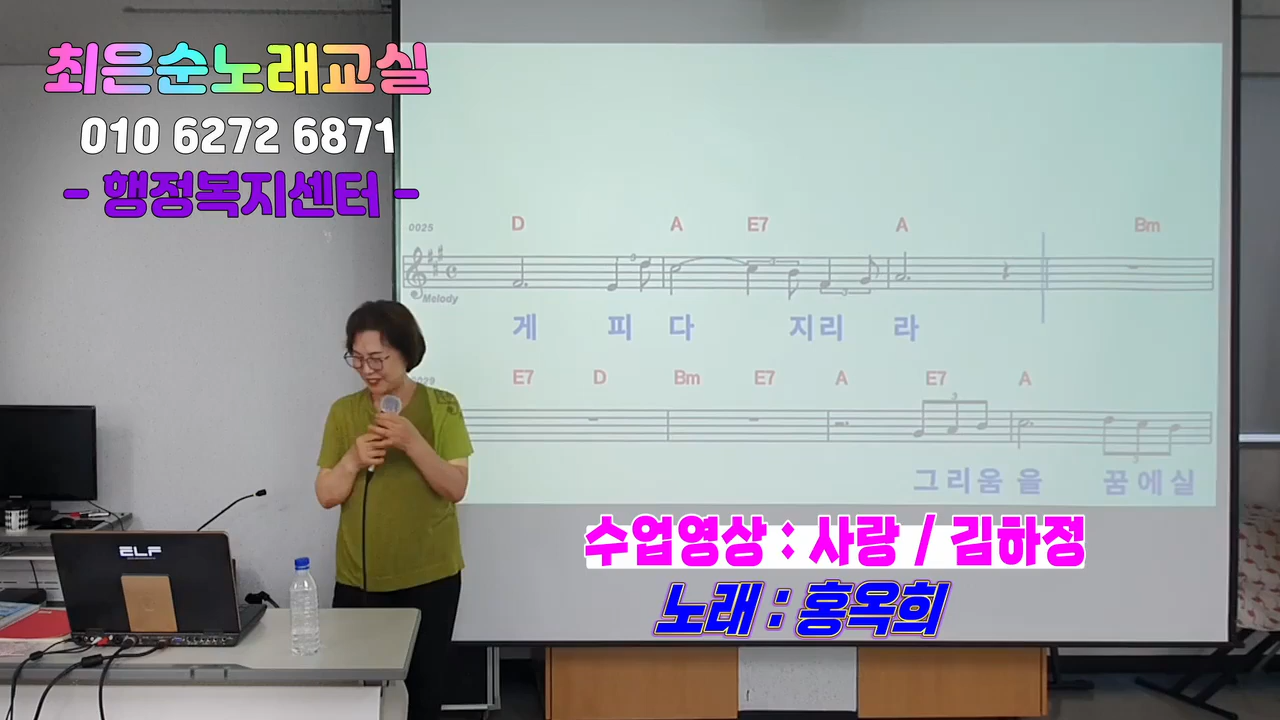 최은순노래교실
010 6272 6871
- 행정복지센터 -
0025 D A E7 A Bm
Melody
게 피 다 지리 라
0029 E7 D Bm E7 A E7 A
그리움 을 꿈에실
ELF
수업영상 : 사랑 / 김하정
노래 : 홍옥희